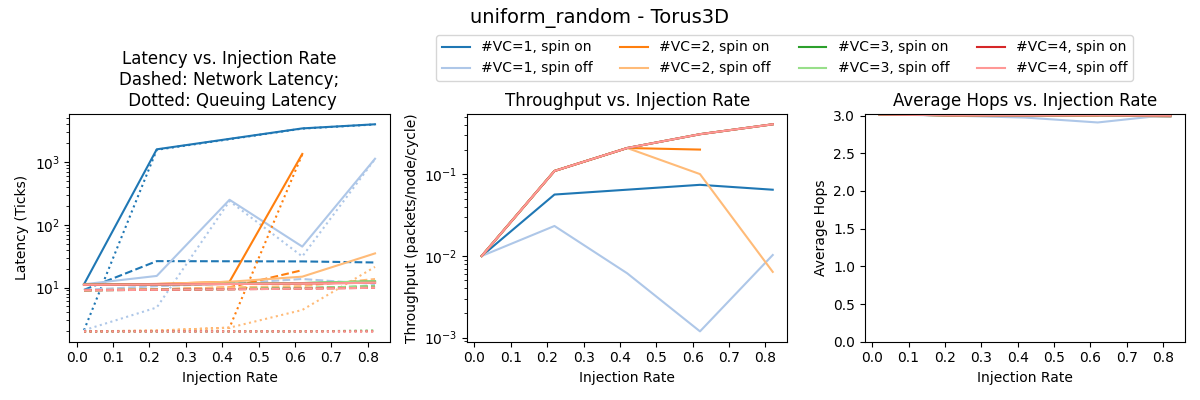 uniform_random - Torus3D
#VC=1, spin on
#VC=2, spin on
#VC=3, spin on
#VC=4, spin on
#VC=1, spin off
#VC=2, spin off
#VC=3, spin off
#VC=4, spin off
Latency vs. Injection Rate
Dashed: Network Latency;
Dotted: Queuing Latency
Latency (Ticks)
10³
10²
10¹
0.0 0.1 0.2 0.3 0.4 0.5 0.6 0.7 0.8
Injection Rate
Throughput vs. Injection Rate
Throughput (packets/node/cycle)
10⁻¹
10⁻²
10⁻³
0.0 0.1 0.2 0.3 0.4 0.5 0.6 0.7 0.8
Injection Rate
Average Hops vs. Injection Rate
Average Hops
3.0
2.5
2.0
1.5
1.0
0.5
0.0
0.0 0.1 0.2 0.3 0.4 0.5 0.6 0.7 0.8
Injection Rate